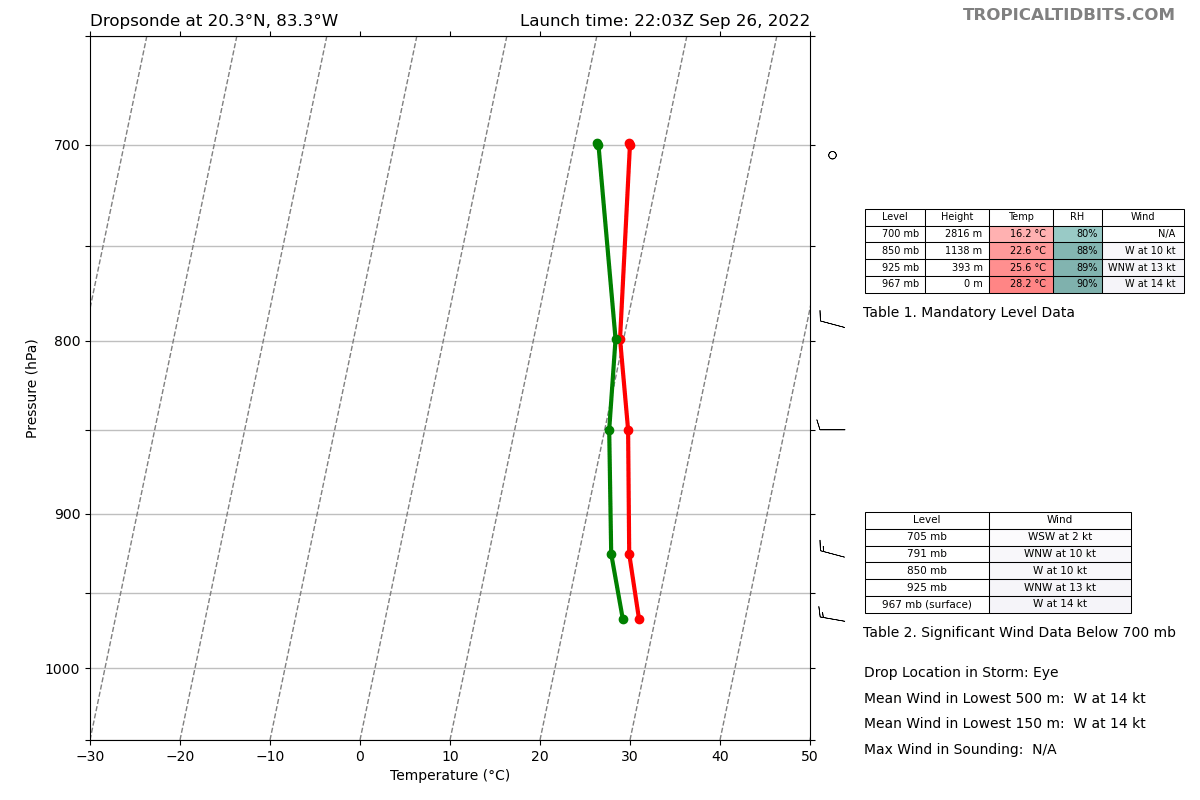 Dropsonde at 20.3°N, 83.3°W
Launch time: 22:03Z Sep 26, 2022
TROPICALTIDBITS.COM
700
800
900
1000
Pressure (hPa)
−30 −20 −10 0 10 20 30 40 50
Temperature (°C)
Level Height Temp RH Wind
700 mb 2816 m 16.2 °C 80% N/A
850 mb 1138 m 22.6 °C 88% W at 10 kt
925 mb 393 m 25.6 °C 89% WNW at 13 kt
967 mb 0 m 28.2 °C 90% W at 14 kt
Table 1. Mandatory Level Data
Level Wind
705 mb WSW at 2 kt
791 mb WNW at 10 kt
850 mb W at 10 kt
925 mb WNW at 13 kt
967 mb (surface) W at 14 kt
Table 2. Significant Wind Data Below 700 mb
Drop Location in Storm: Eye
Mean Wind in Lowest 500 m:  W at 14 kt
Mean Wind in Lowest 150 m:  W at 14 kt
Max Wind in Sounding:  N/A